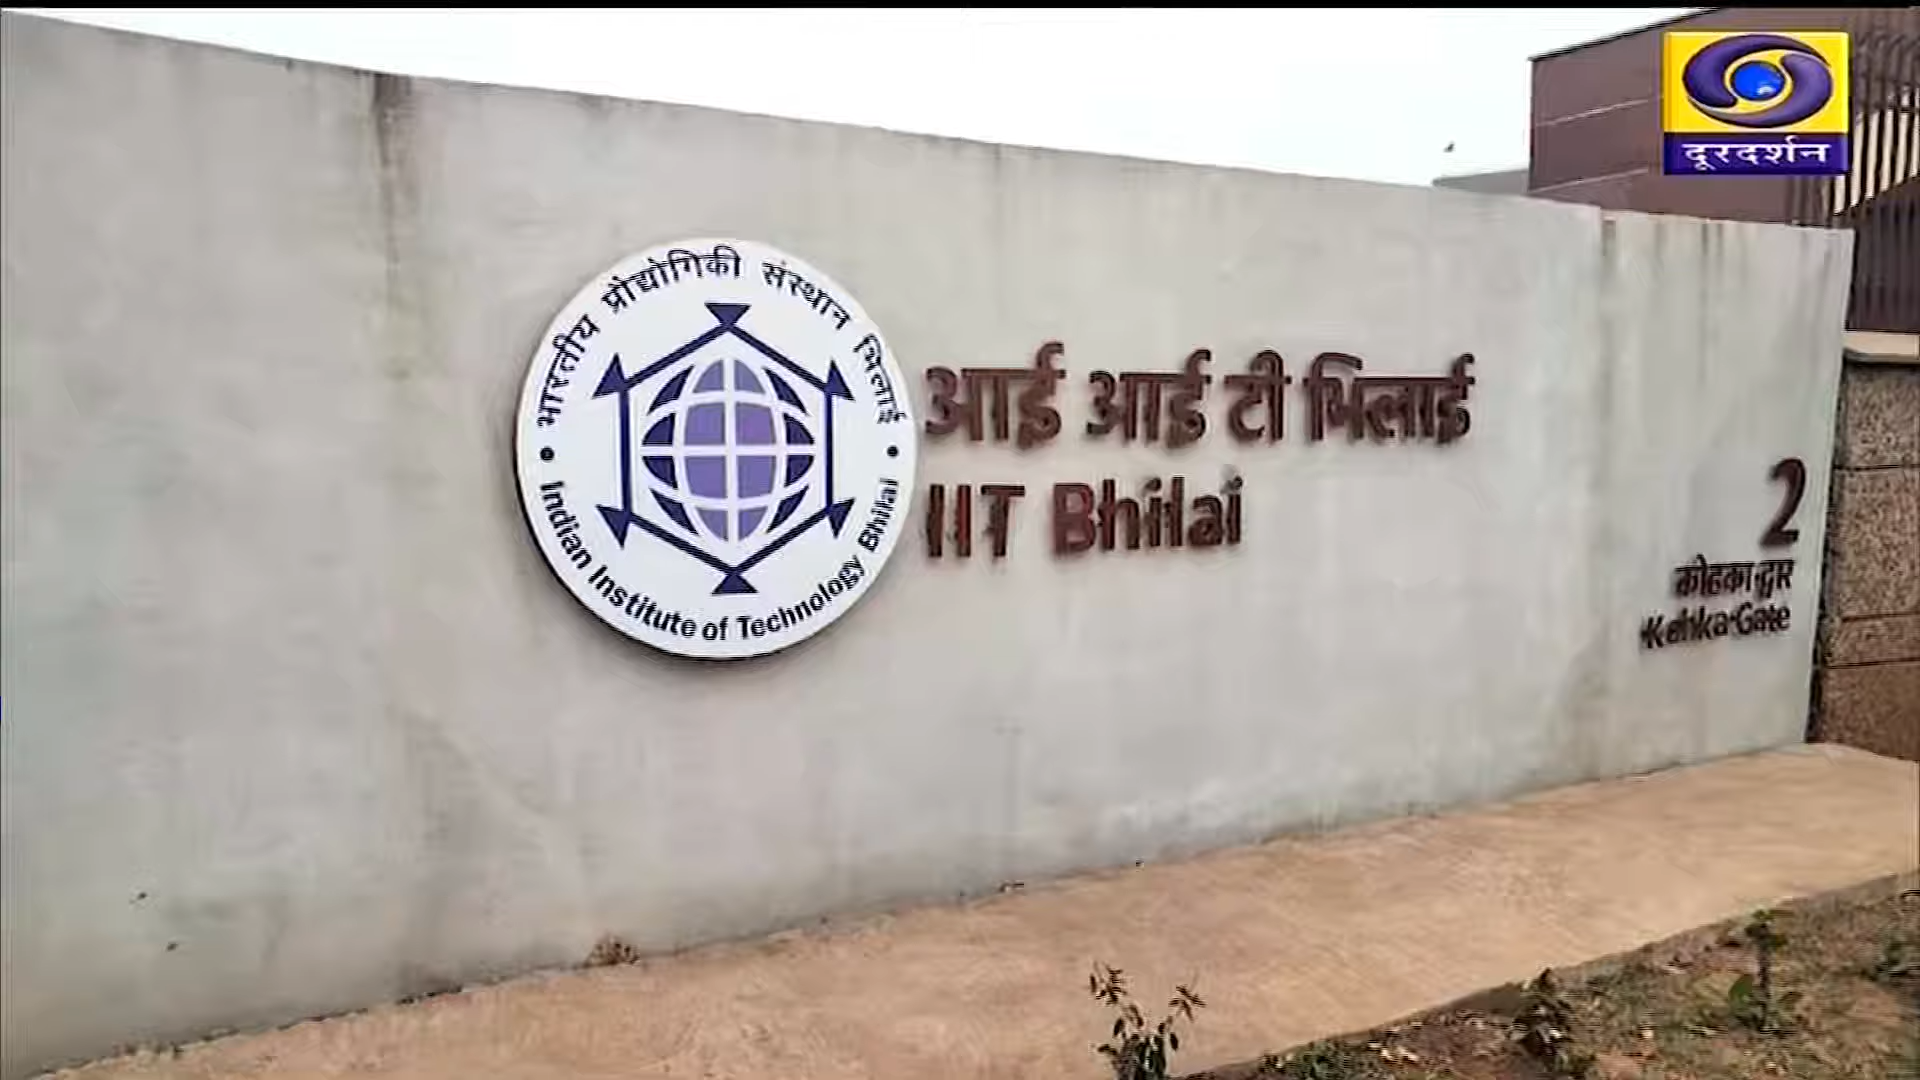 दूरदर्शन
भारतीय प्रौद्योगिकी संस्थान भिलाई
Indian Institute of Technology Bhilai
आई आई टी भिलाई
IIT Bhilai
2
कोहका द्वार
Kohka Gate